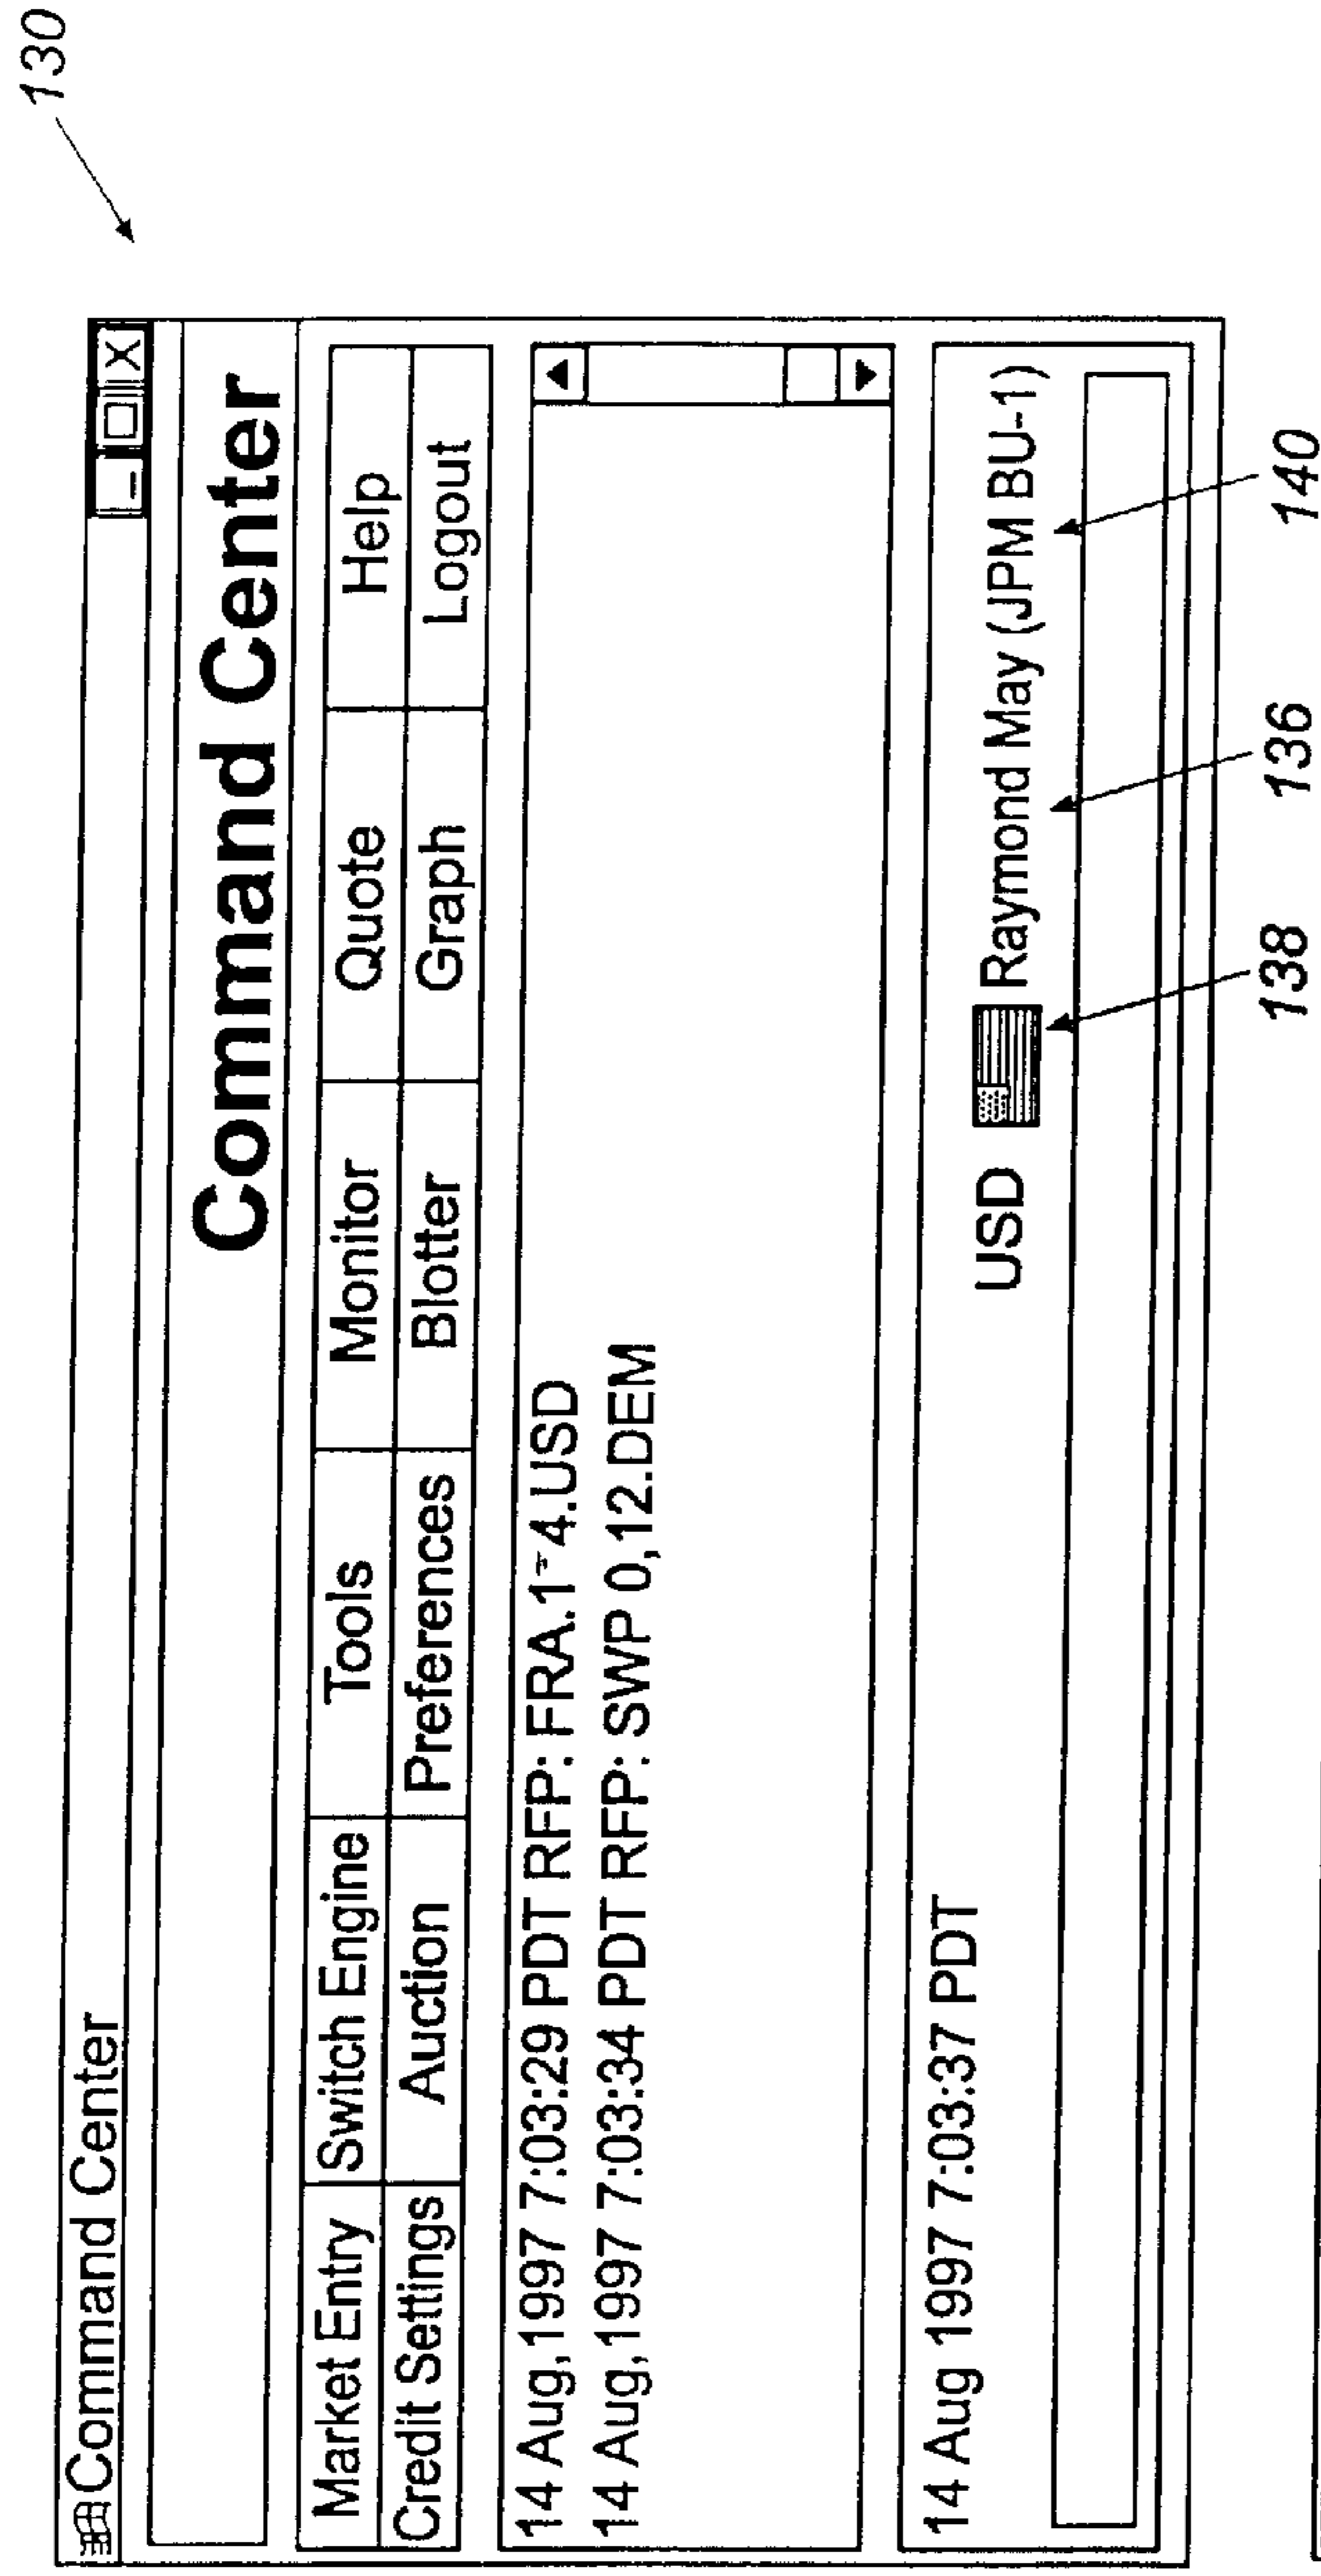 130
Command Center
Command Center
Market Entry Switch Engine Tools Monitor Quote Help
Credit Settings Auction Preferences Blotter Graph Logout
14 Aug,1997 7:03:29 PDT RFP: FRA.1-4.USD
14 Aug,1997 7:03:34 PDT RFP: SWP 0,12.DEM
14 Aug 1997 7:03:37 PDT
USD Raymond May (JPM BU-1)
138 136 140